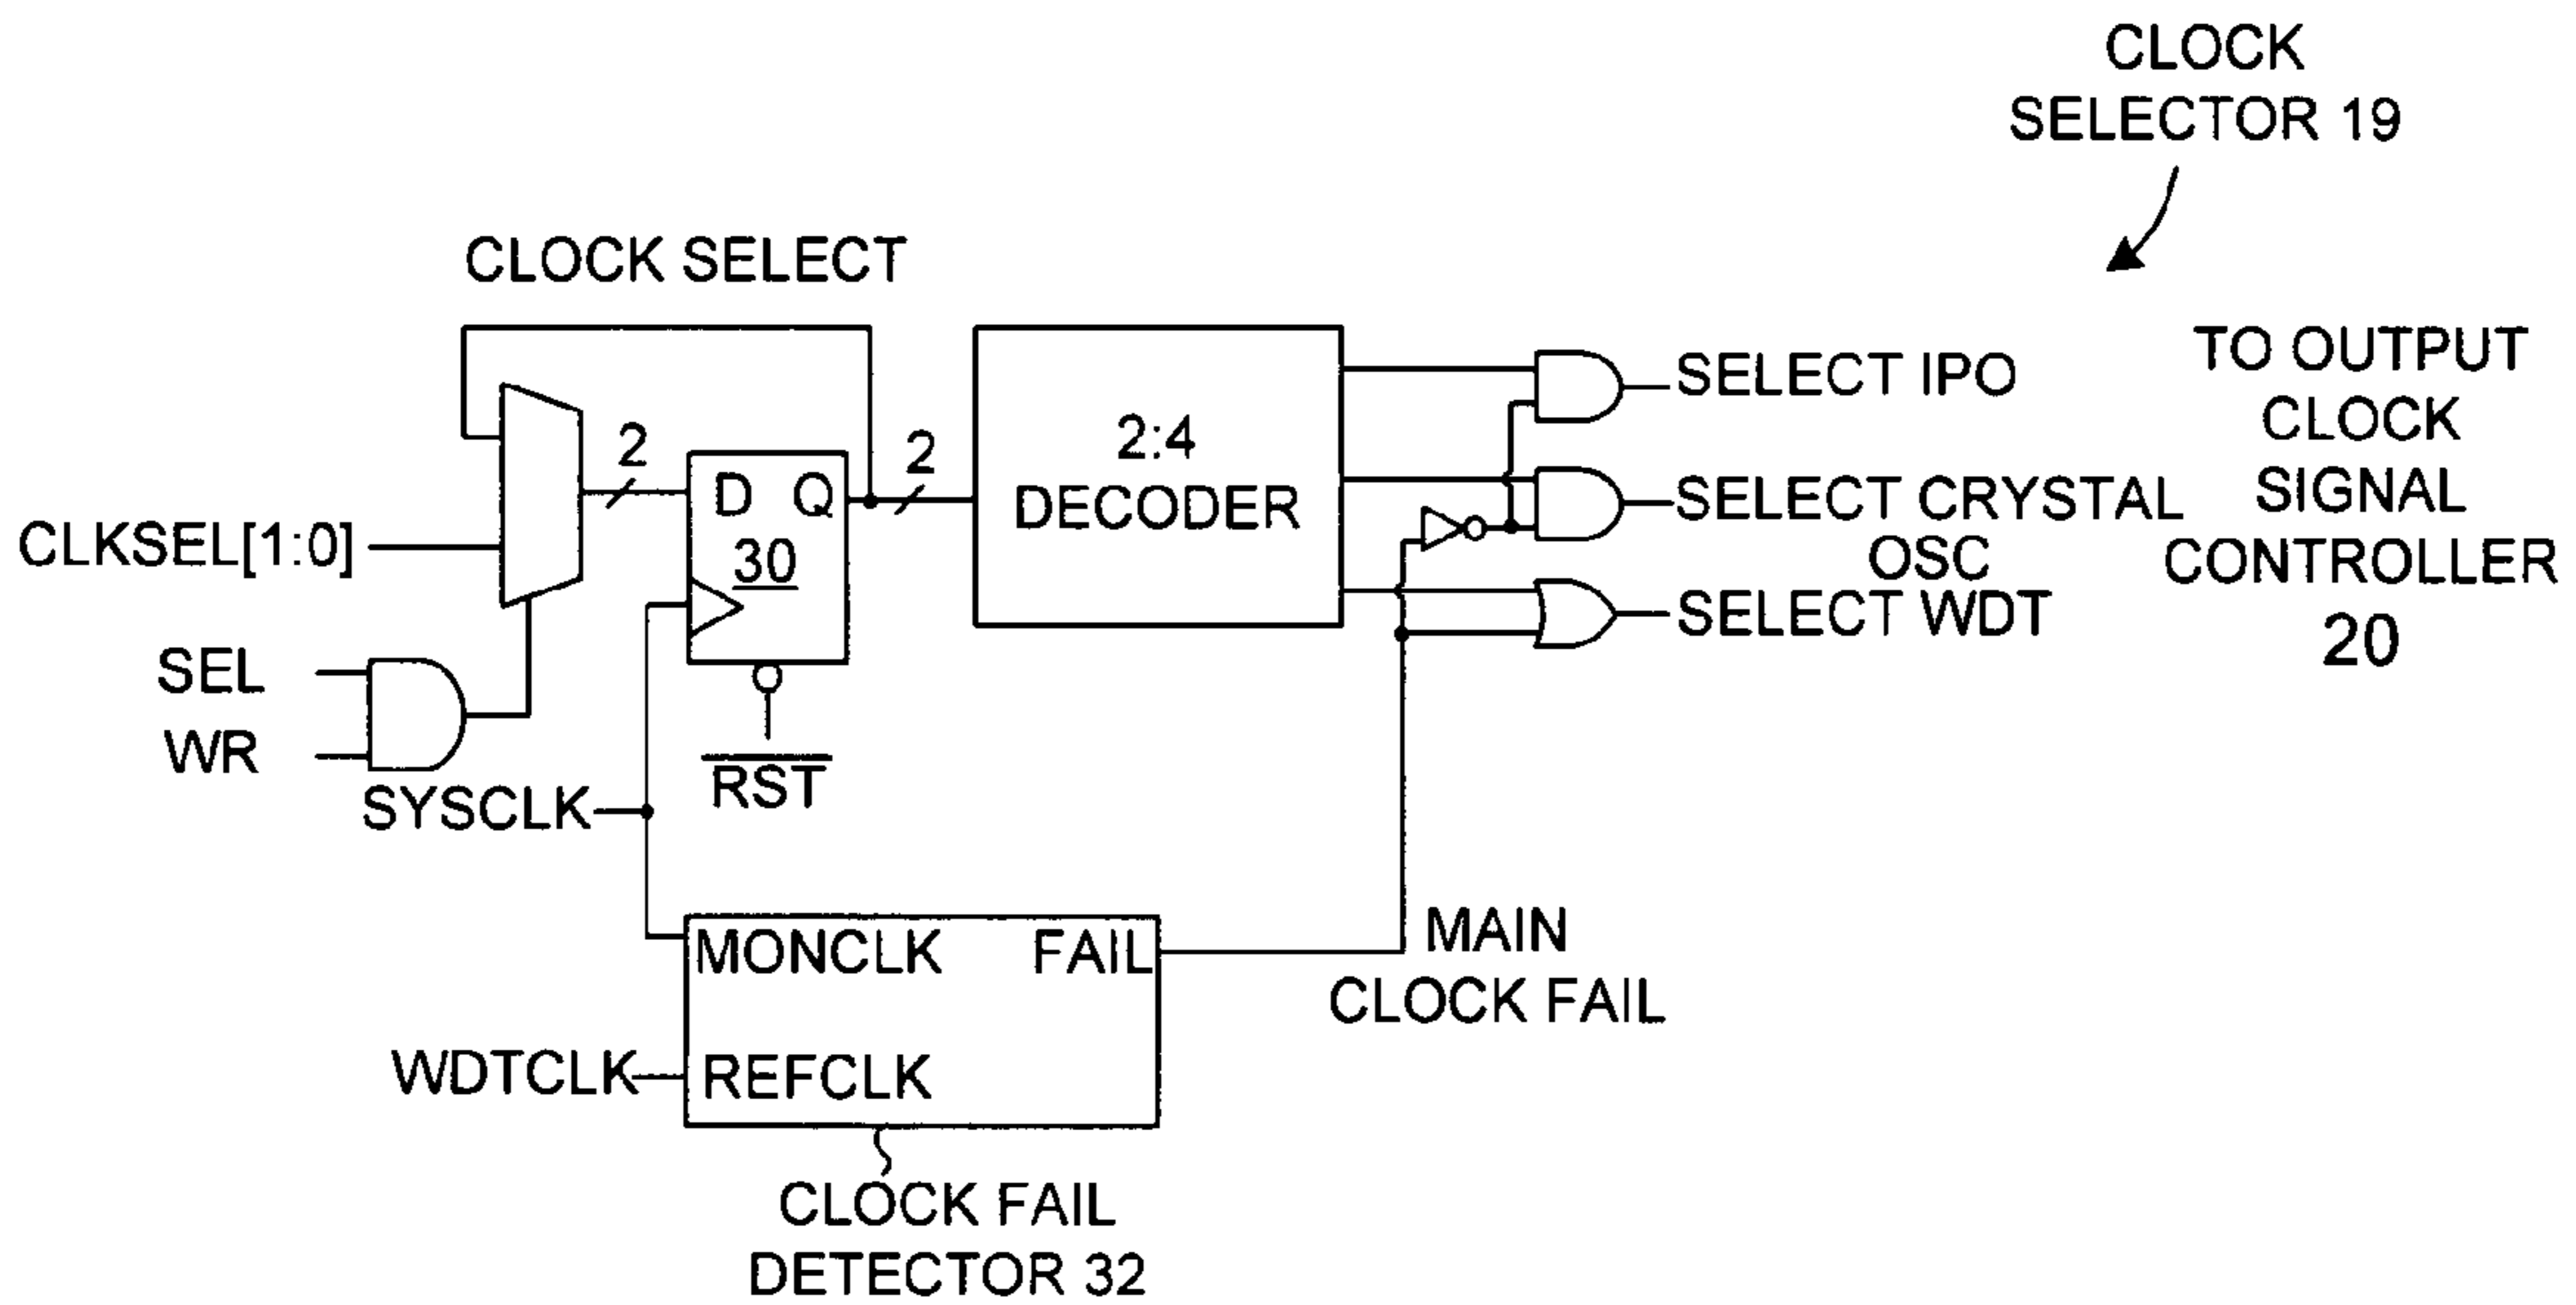 CLOCK
SELECTOR 19
CLOCK SELECT
TO OUTPUT
CLOCK
SIGNAL
CONTROLLER
20
2
2
D Q
30
2:4
DECODER
SELECT IPO
SELECT CRYSTAL
OSC
SELECT WDT
CLKSEL[1:0]
SEL
WR
SYSCLK
RST
MONCLK FAIL
REFCLK
WDTCLK
MAIN
CLOCK FAIL
CLOCK FAIL
DETECTOR 32